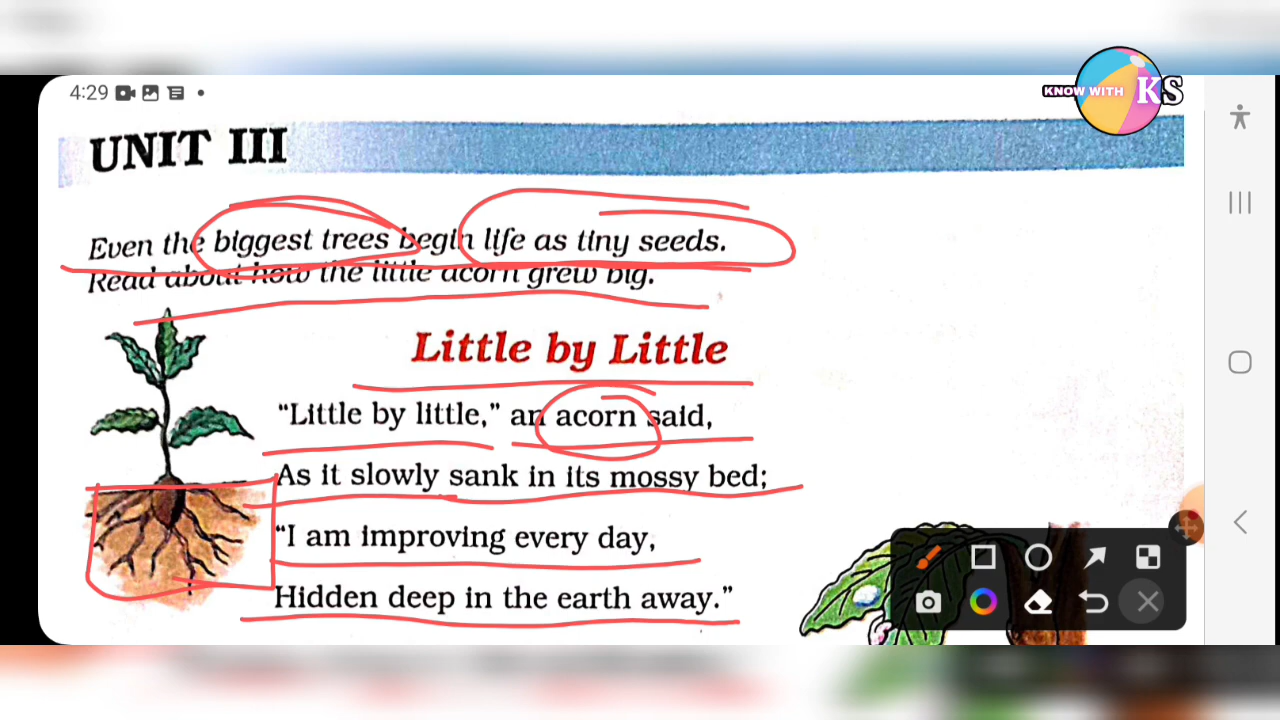 4:29
KNOW WITH KS
UNIT III
Even the biggest trees begin life as tiny seeds.
Read about how the little acorn grew big.
Little by Little
“Little by little,” an acorn said,
As it slowly sank in its mossy bed;
“I am improving every day,
Hidden deep in the earth away.”